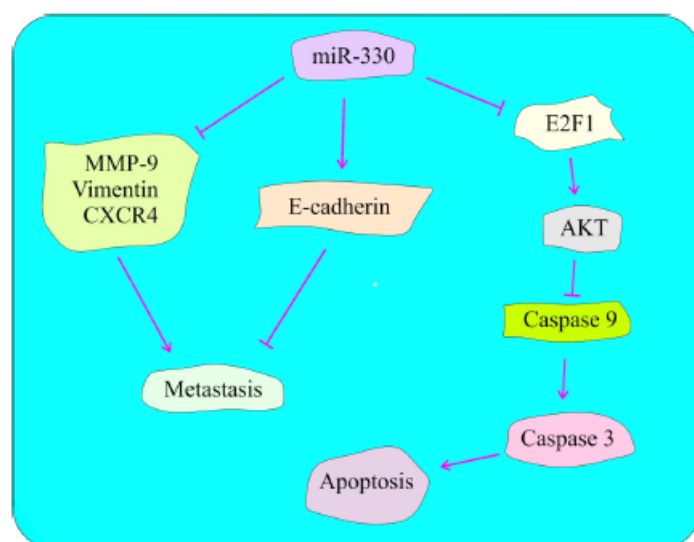 miR-330
E2F1
MMP-9
Vimentin
CXCR4
E-cadherin
AKT
Caspase 9
Metastasis
Caspase 3
Apoptosis